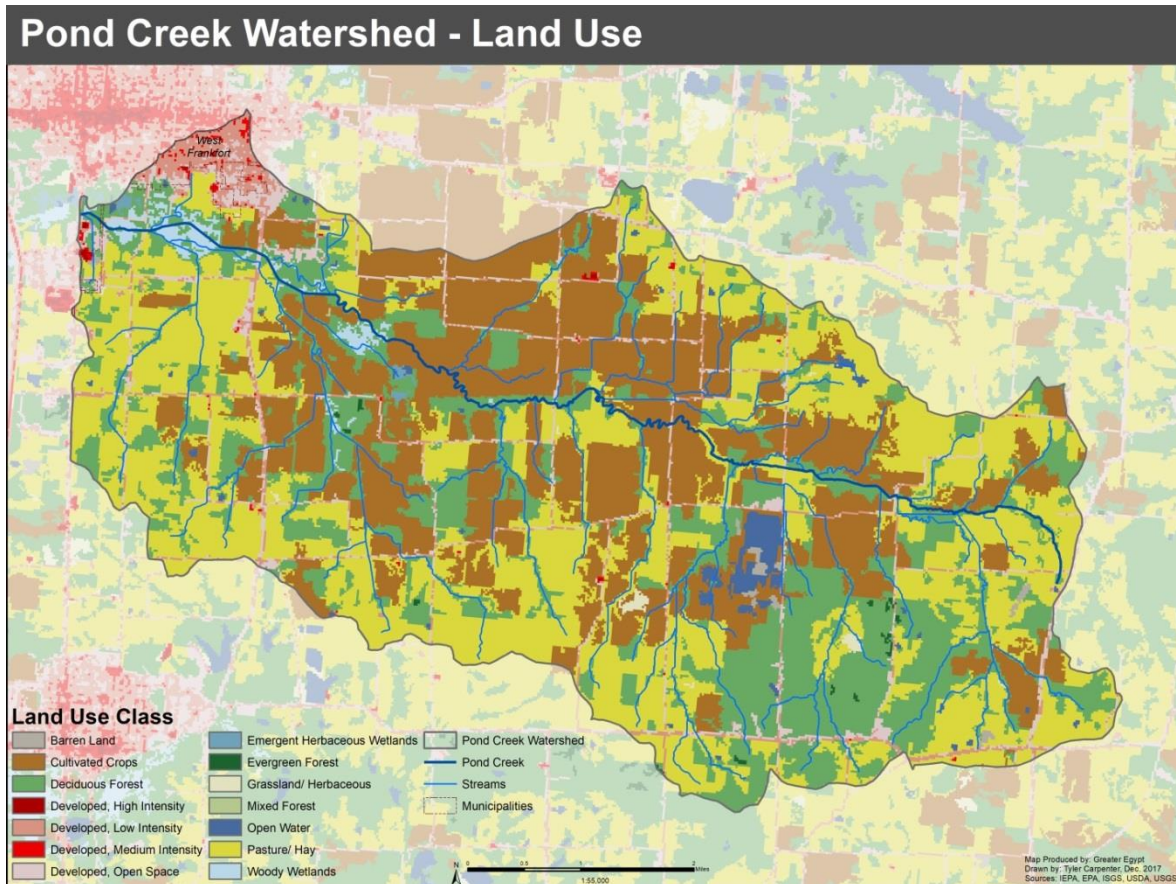 Pond Creek Watershed - Land Use
West
Frankfort
Land Use Class
Barren Land
Cultivated Crops
Deciduous Forest
Developed, High Intensity
Developed, Low Intensity
Developed, Medium Intensity
Developed, Open Space
Emergent Herbaceous Wetlands
Evergreen Forest
Grassland/ Herbaceous
Mixed Forest
Open Water
Pasture/ Hay
Woody Wetlands
Pond Creek Watershed
Pond Creek
Streams
Municipalities
N
0 0.5 1 2
Miles
1:55,000
Map Produced by: Greater Egypt
Drawn by: Tyler Carpenter, Dec. 2017
Sources: IEPA, EPA, ISGS, USDA, USGS